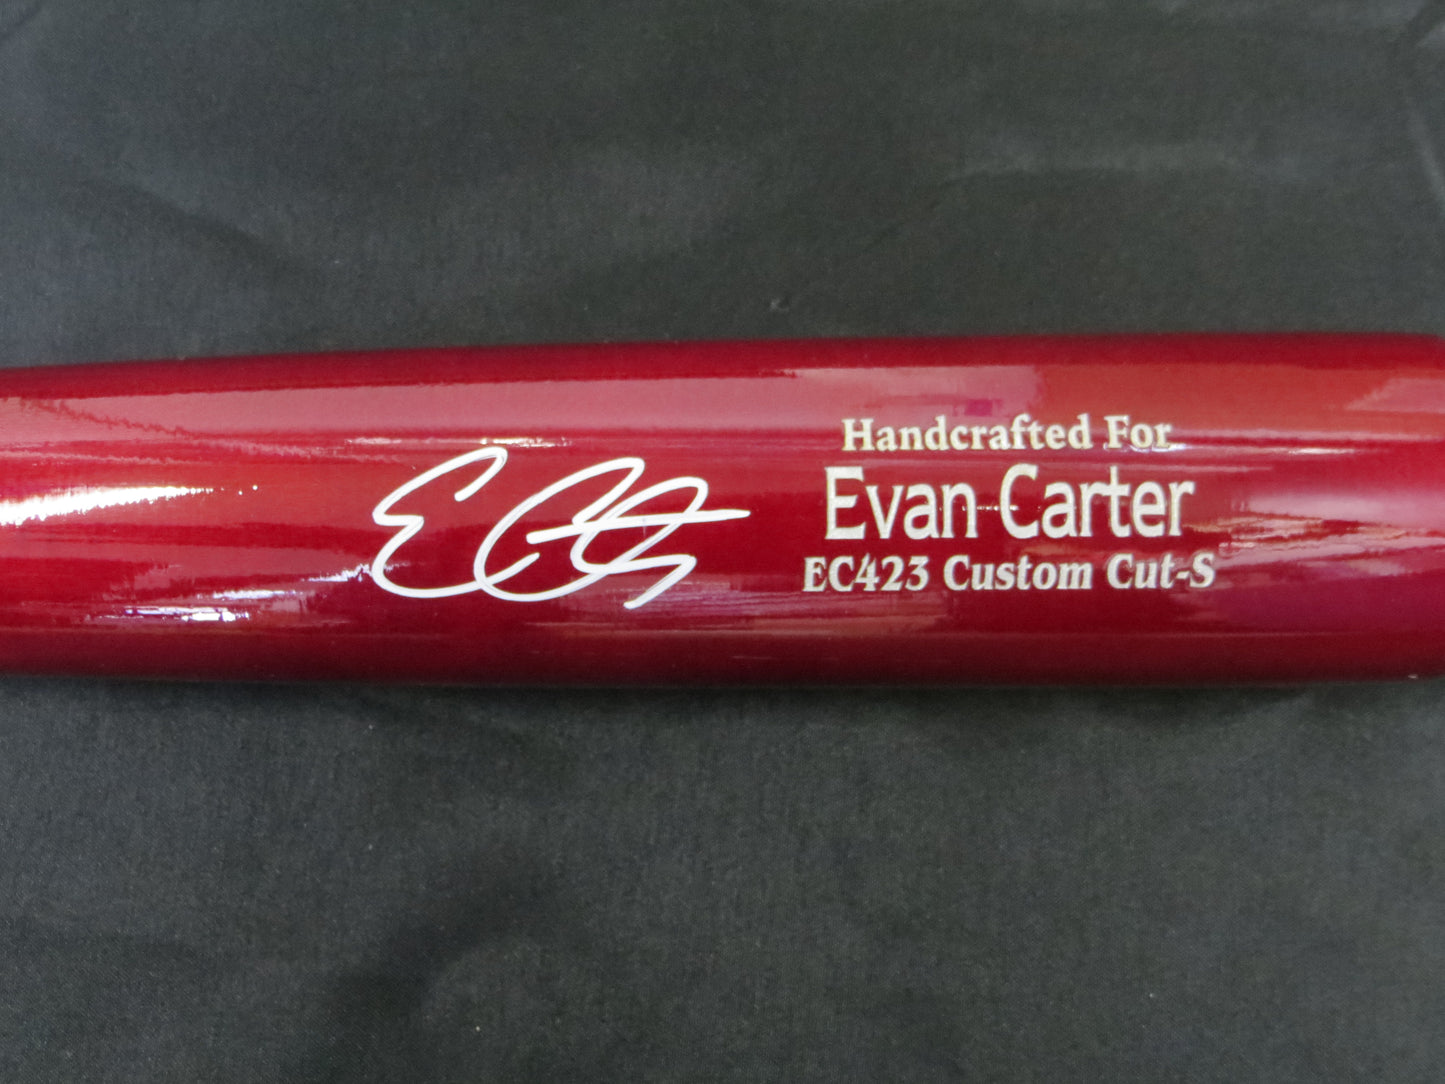 Handcrafted For
Evan Carter
EC423 Custom Cut-S